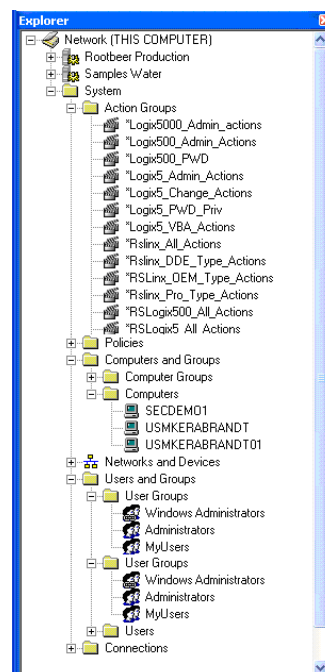 Explorer
Network (THIS COMPUTER)
Rootbeer Production
Samples Water
System
Action Groups
*Logix5000_Admin_actions
*Logix500_Admin_Actions
*Logix500_PWD
*Logix5_Admin_Actions
*Logix5_Change_Actions
*Logix5_PWD_Priv
*Logix5_VBA_Actions
*Rslinx_All_Actions
*Rslinx_DDE_Type_Actions
*RSLinx_OEM_Type_Actions
*Rslinx_Pro_Type_Actions
*RSLogix500_All_Actions
*RSLogix5_All_Actions
Policies
Computers and Groups
Computer Groups
Computers
SECDEMO1
USMKERABRANDT
USMKERABRANDT01
Networks and Devices
Users and Groups
User Groups
Windows Administrators
Administrators
MyUsers
User Groups
Windows Administrators
Administrators
MyUsers
Users
Connections